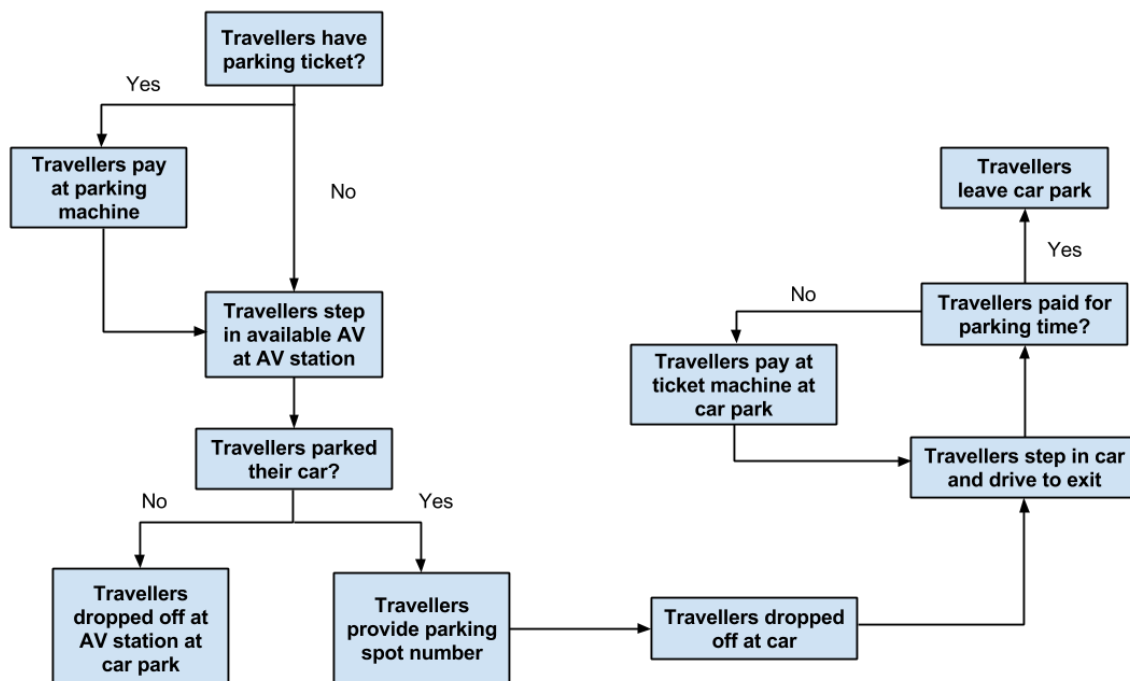 Travellers have
parking ticket?
Yes
Travellers pay
at parking
machine
No
Travellers step
in available AV
at AV station
Travellers parked
their car?
No
Yes
Travellers
dropped off at
AV station at
car park
Travellers
provide parking
spot number
Travellers dropped
off at car
Travellers step in car
and drive to exit
Travellers paid for
parking time?
No
Travellers pay at
ticket machine at
car park
Yes
Travellers
leave car park